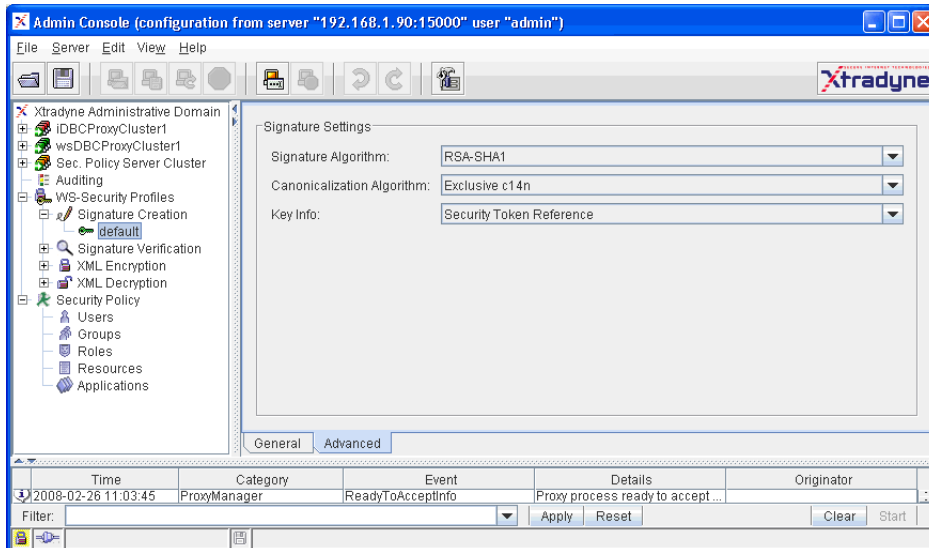 Admin Console (configuration from server "192.168.1.90:15000" user "admin")
File Server Edit View Help
Xtradyne
Xtradyne Administrative Domain
iDBCProxyCluster1
wsDBCProxyCluster1
Sec. Policy Server Cluster
Auditing
WS-Security Profiles
Signature Creation
default
Signature Verification
XML Encryption
XML Decryption
Security Policy
Users
Groups
Roles
Resources
Applications
Signature Settings
Signature Algorithm: RSA-SHA1
Canonicalization Algorithm: Exclusive c14n
Key Info: Security Token Reference
General Advanced
Time Category Event Details Originator
2008-02-26 11:03:45 ProxyManager ReadyToAcceptInfo Proxy process ready to accept ...
Filter: Apply Reset Clear Start